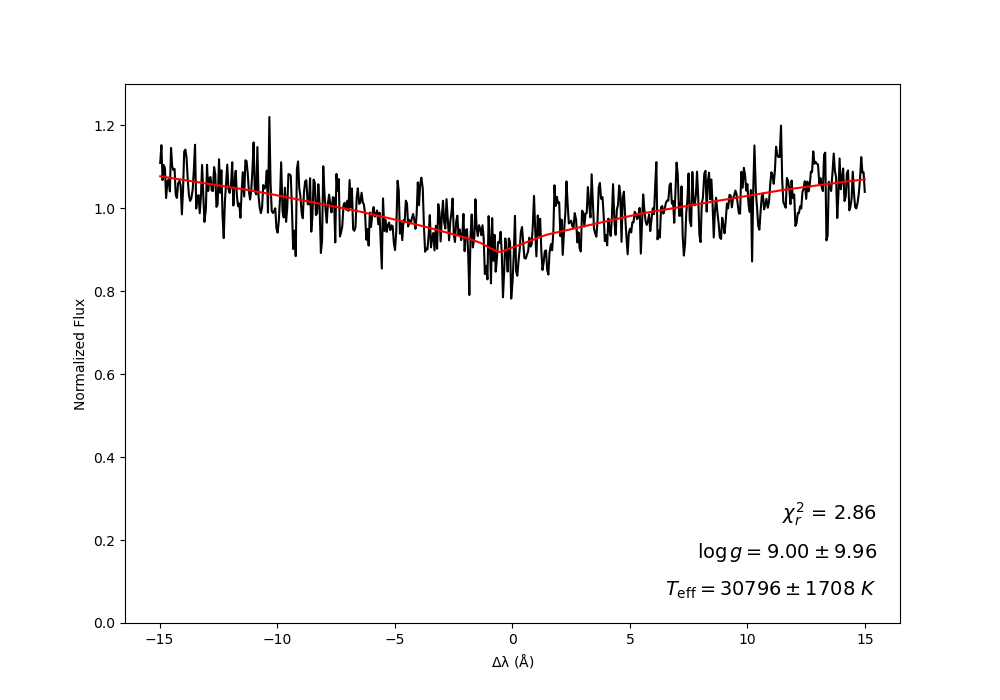 1.2
1.0
0.8
0.6
0.4
0.2
0.0
Normalized Flux
χ²ᵣ = 2.86
log g = 9.00 ± 9.96
T_eff = 30796 ± 1708 K
−15 −10 −5 0 5 10 15
Δλ (Å)